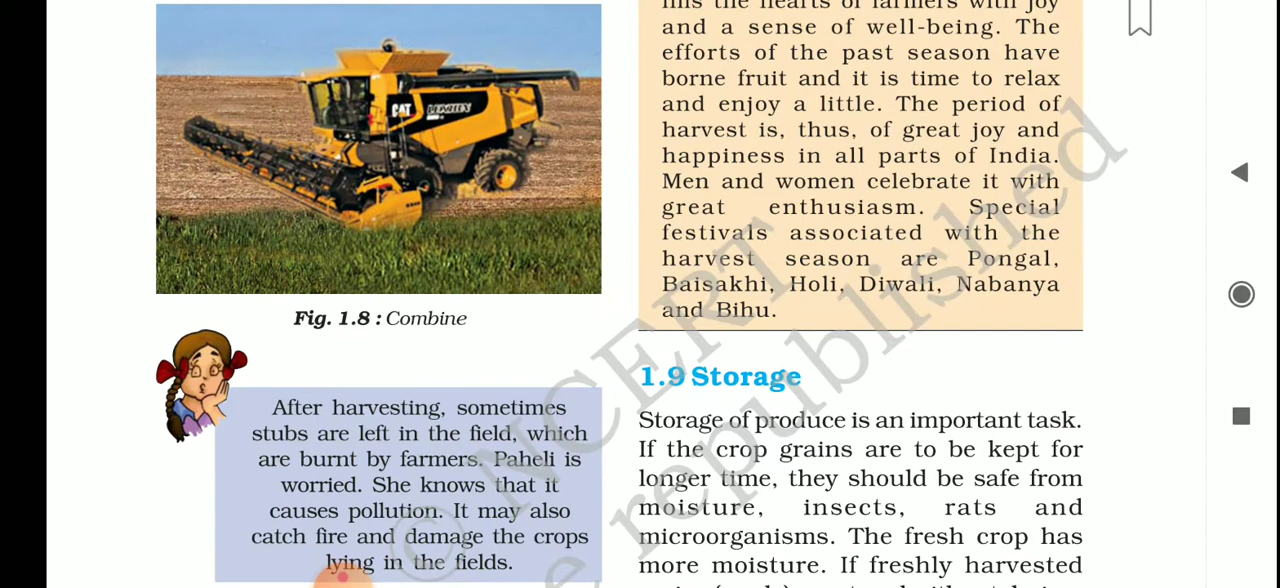 CAT
Fig. 1.8 : Combine
After harvesting, sometimes
stubs are left in the field, which
are burnt by farmers. Paheli is
worried. She knows that it
causes pollution. It may also
catch fire and damage the crops
lying in the fields.
and a sense of well-being. The
efforts of the past season have
borne fruit and it is time to relax
and enjoy a little. The period of
harvest is, thus, of great joy and
happiness in all parts of India.
Men and women celebrate it with
great enthusiasm. Special
festivals associated with the
harvest season are Pongal,
Baisakhi, Holi, Diwali, Nabanya
and Bihu.
1.9 Storage
Storage of produce is an important task.
If the crop grains are to be kept for
longer time, they should be safe from
moisture, insects, rats and
microorganisms. The fresh crop has
more moisture. If freshly harvested
© NCERT
republished